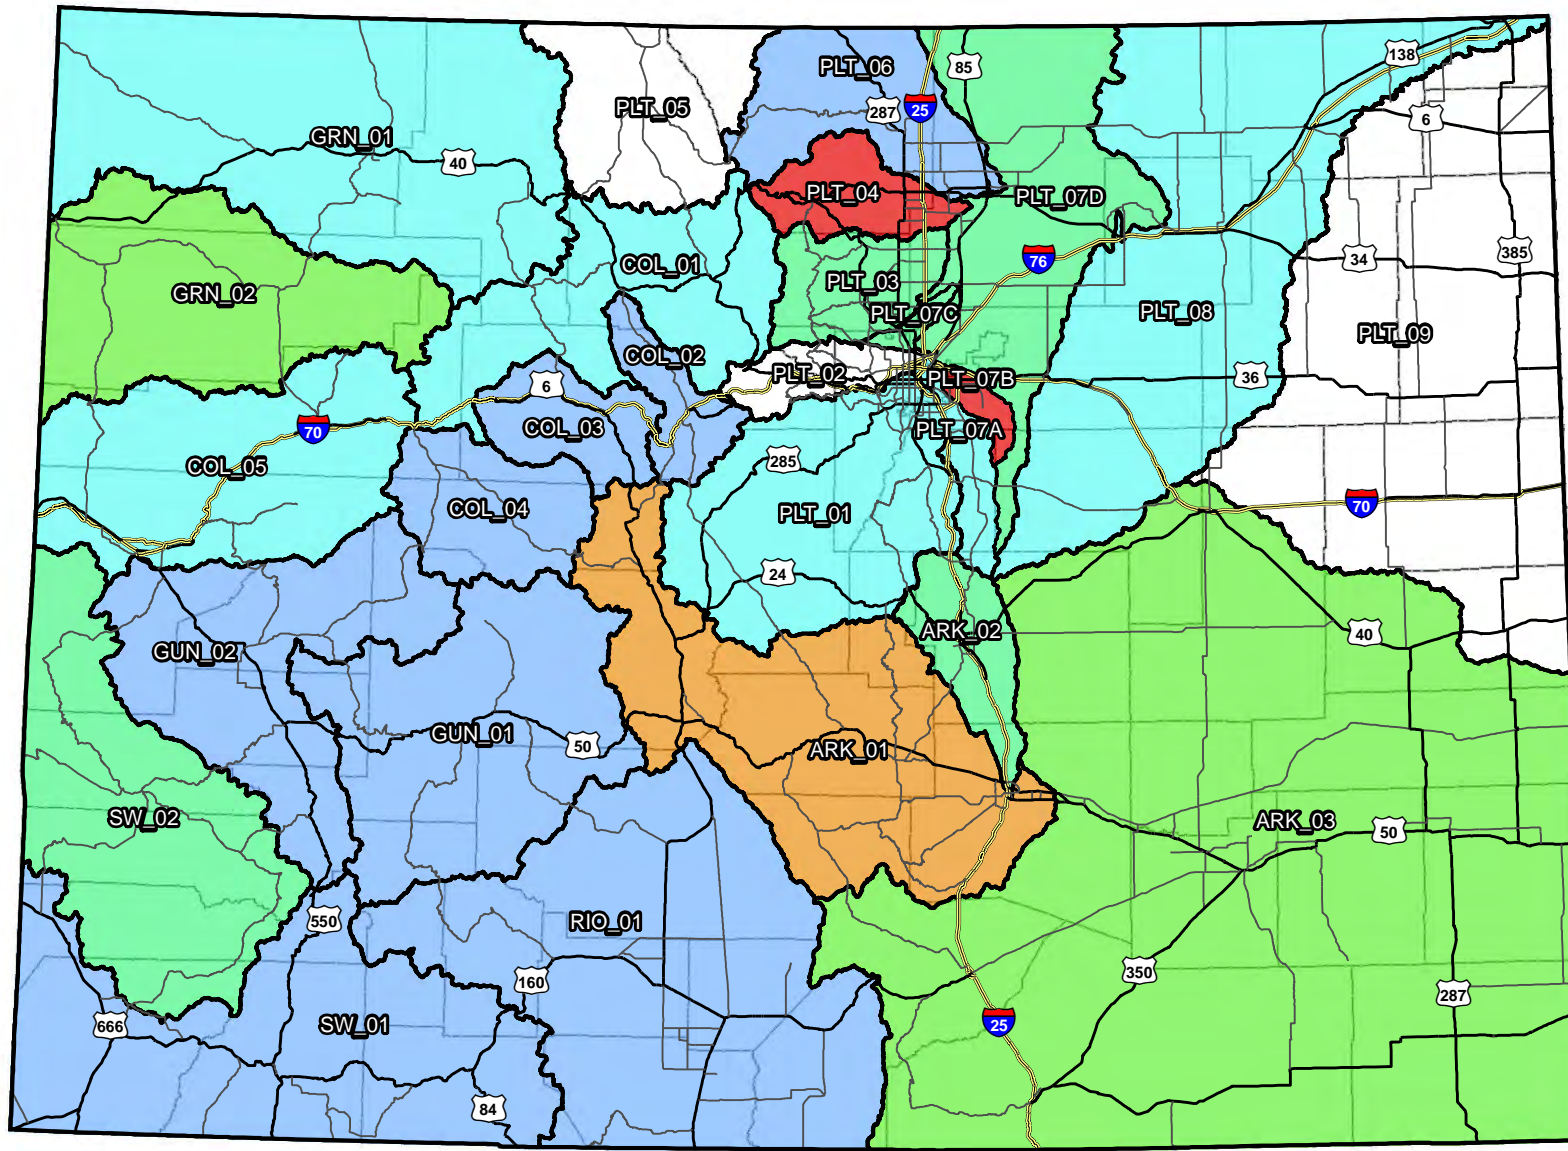 138
PLT_06
85
PLT_05
25
287
6
GRN_01
40
PLT_04
PLT_07D
385
34
76
COL_01
PLT_03
GRN_02
PLT_07C
PLT_08
PLT_09
COL_02
PLT_02
PLT_07B
36
6
70
COL_03
PLT_07A
285
COL_05
COL_04
PLT_01
70
24
ARK_02
40
GUN_02
GUN_01
50
ARK_01
SW_02
ARK_03
50
550
RIO_01
160
350
287
666
SW_01
25
84